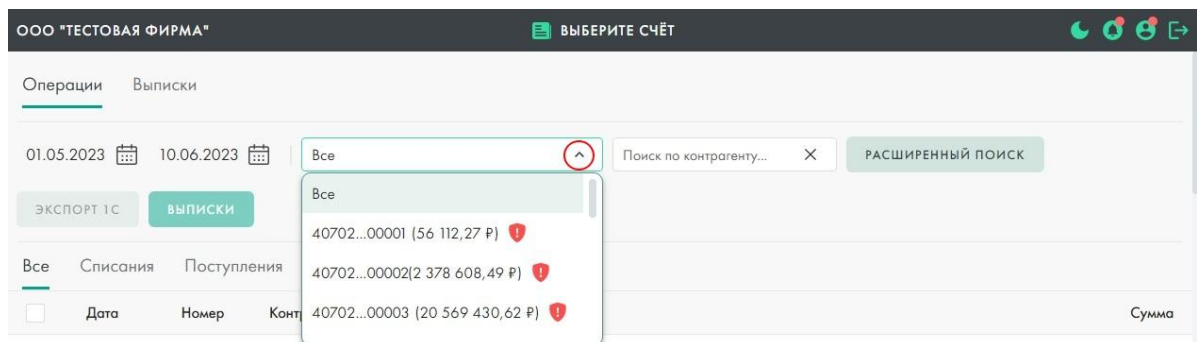 ООО "ТЕСТОВАЯ ФИРМА" ВЫБЕРИТЕ СЧЁТ
Операции Выписки
01.05.2023 10.06.2023 Все Поиск по контрагенту... РАСШИРЕННЫЙ ПОИСК
Все
ЭКСПОРТ 1С ВЫПИСКИ
40702...00001 (56 112,27 ₽)
Все Списания Поступления
40702...00002(2 378 608,49 ₽)
40702...00003 (20 569 430,62 ₽)
Дата Номер Сумма